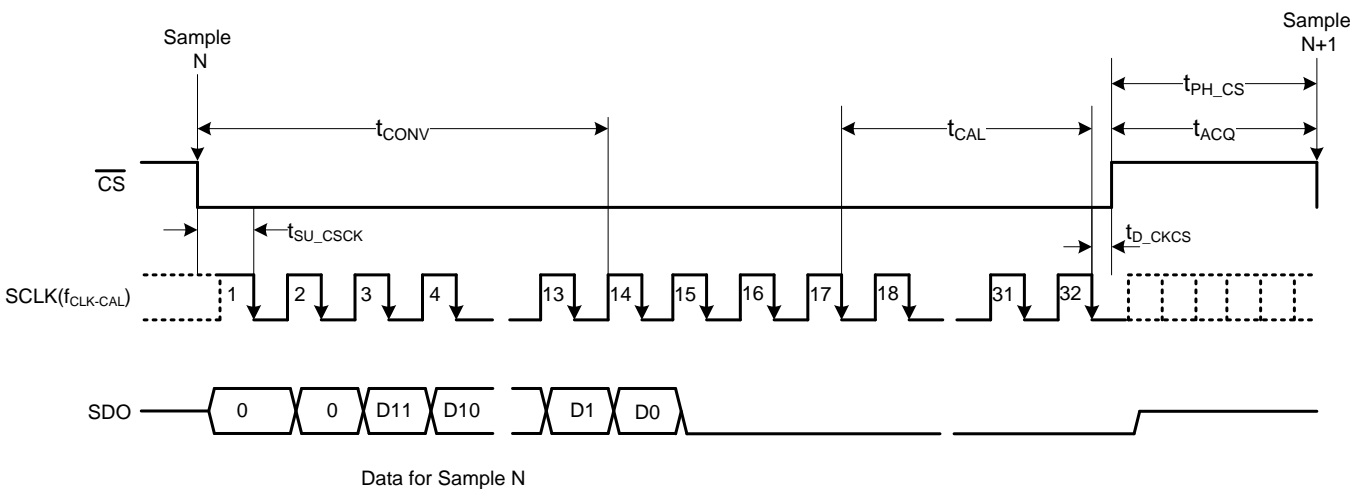 Sample
N
Sample
N+1
tPH_CS
tCONV
tCAL
tACQ
CS
tSU_CSCK
tD_CKCS
SCLK(fCLK-CAL)
1 2 3 4 13 14 15 16 17 18 31 32
SDO
0 0 D11 D10 D1 D0
Data for Sample N